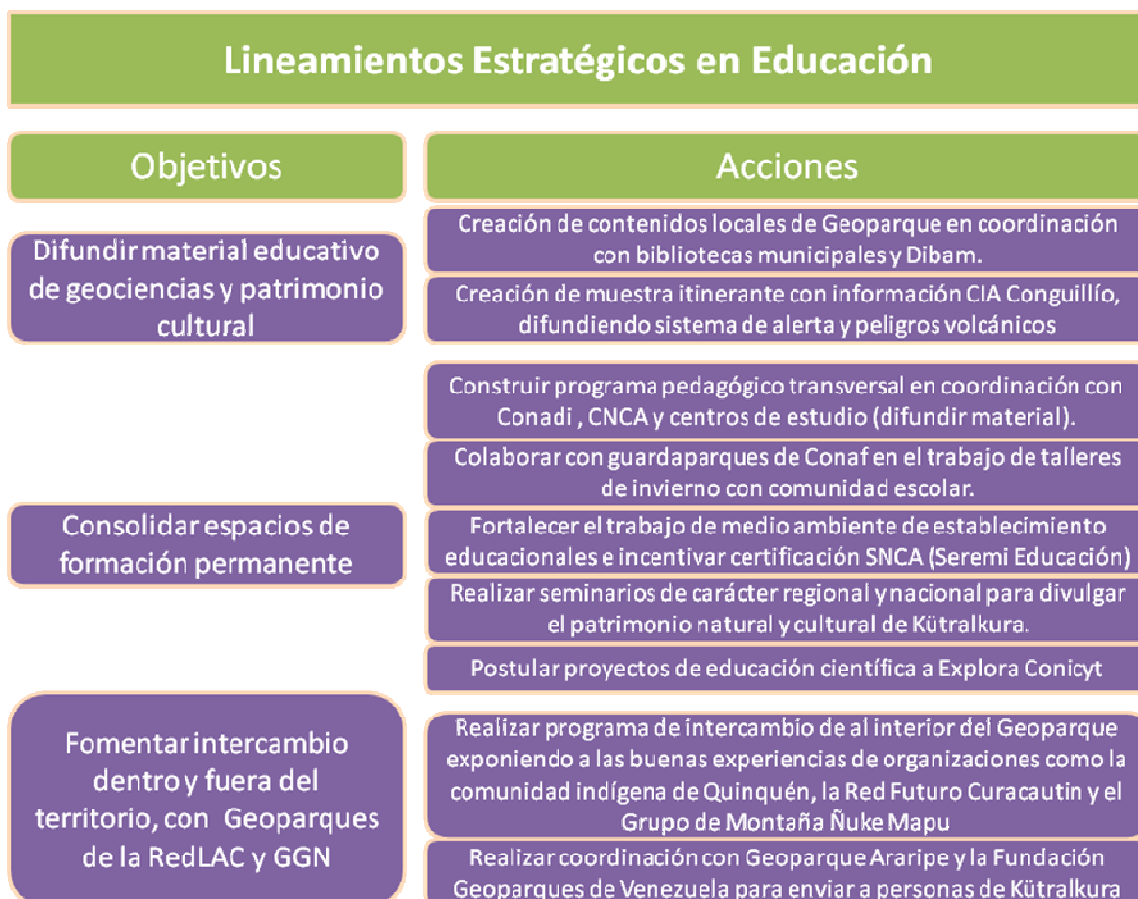 Lineamientos Estratégicos en Educación
Objetivos
Acciones
Difundir material educativo
de geociencias y patrimonio
cultural
Creación de contenidos locales de Geoparque en coordinación
con bibliotecas municipales y Dibam.
Creación de muestra itinerante con información CIA Conguillío,
difundiendo sistema de alerta y peligros volcánicos
Consolidar espacios de
formación permanente
Construir programa pedagógico transversal en coordinación con
Conadi , CNCA y centros de estudio (difundir material).
Colaborar con guardaparques de Conaf en el trabajo de talleres
de invierno con comunidad escolar.
Fortalecer el trabajo de medio ambiente de establecimiento
educacionales e incentivar certificación SNCA (Seremi Educación)
Realizar seminarios de carácter regional y nacional para divulgar
el patrimonio natural y cultural de Kütralkura.
Postular proyectos de educación científica a Explora Conicyt
Fomentar intercambio
dentro y fuera del
territorio, con Geoparques
de la RedLAC y GGN
Realizar programa de intercambio de al interior del Geoparque
exponiendo a las buenas experiencias de organizaciones como la
comunidad indígena de Quinquén, la Red Futuro Curacautin y el
Grupo de Montaña Ñuke Mapu
Realizar coordinación con Geoparque Araripe y la Fundación
Geoparques de Venezuela para enviar a personas de Kütralkura